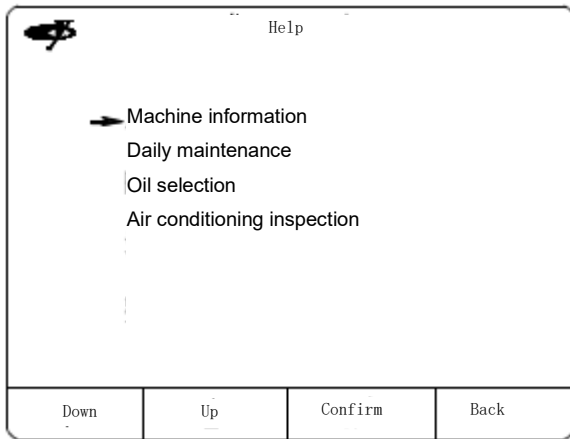 Help
Machine information
Daily maintenance
Oil selection
Air conditioning inspection
Down
Up
Confirm
Back